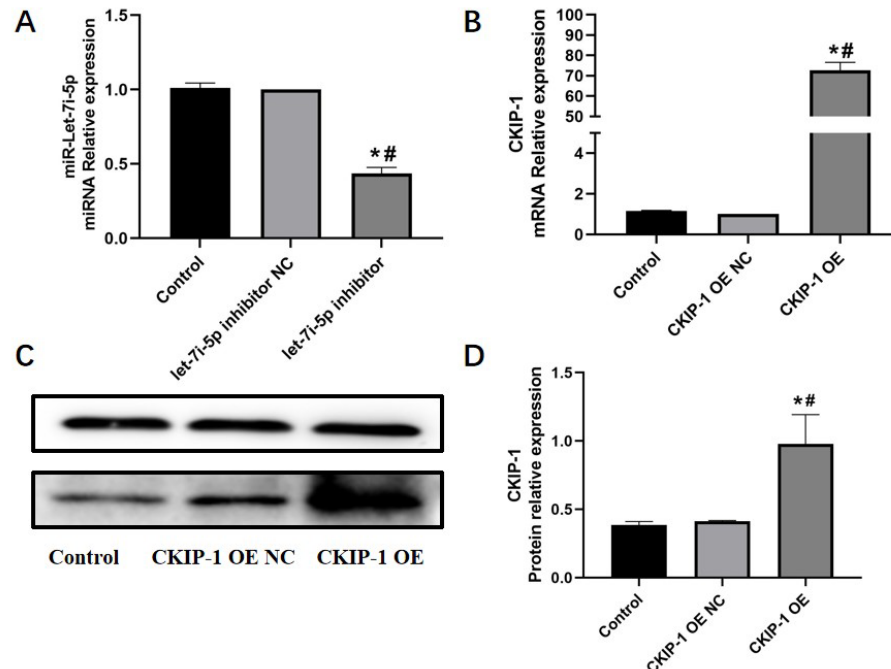 A
miR-Let-7i-5p
miRNA Relative expression
1.5
1.0
0.5
0.0
*#
Control
let-7i-5p inhibitor NC
let-7i-5p inhibitor
B
CKIP-1
mRNA Relative expression
100
90
80
70
60
50
6
4
2
0
*#
Control
CKIP-1 OE NC
CKIP-1 OE
C
Control CKIP-1 OE NC CKIP-1 OE
D
CKIP-1
Protein relative expression
1.5
1.0
0.5
0.0
*#
Control
CKIP-1 OE NC
CKIP-1 OE